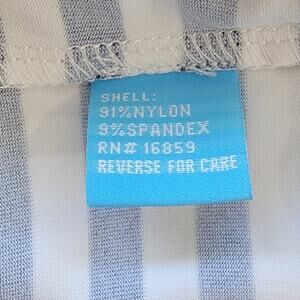 SHELL:
91%NYLON
9%SPANDEX
RN# 16859
REVERSE FOR CARE